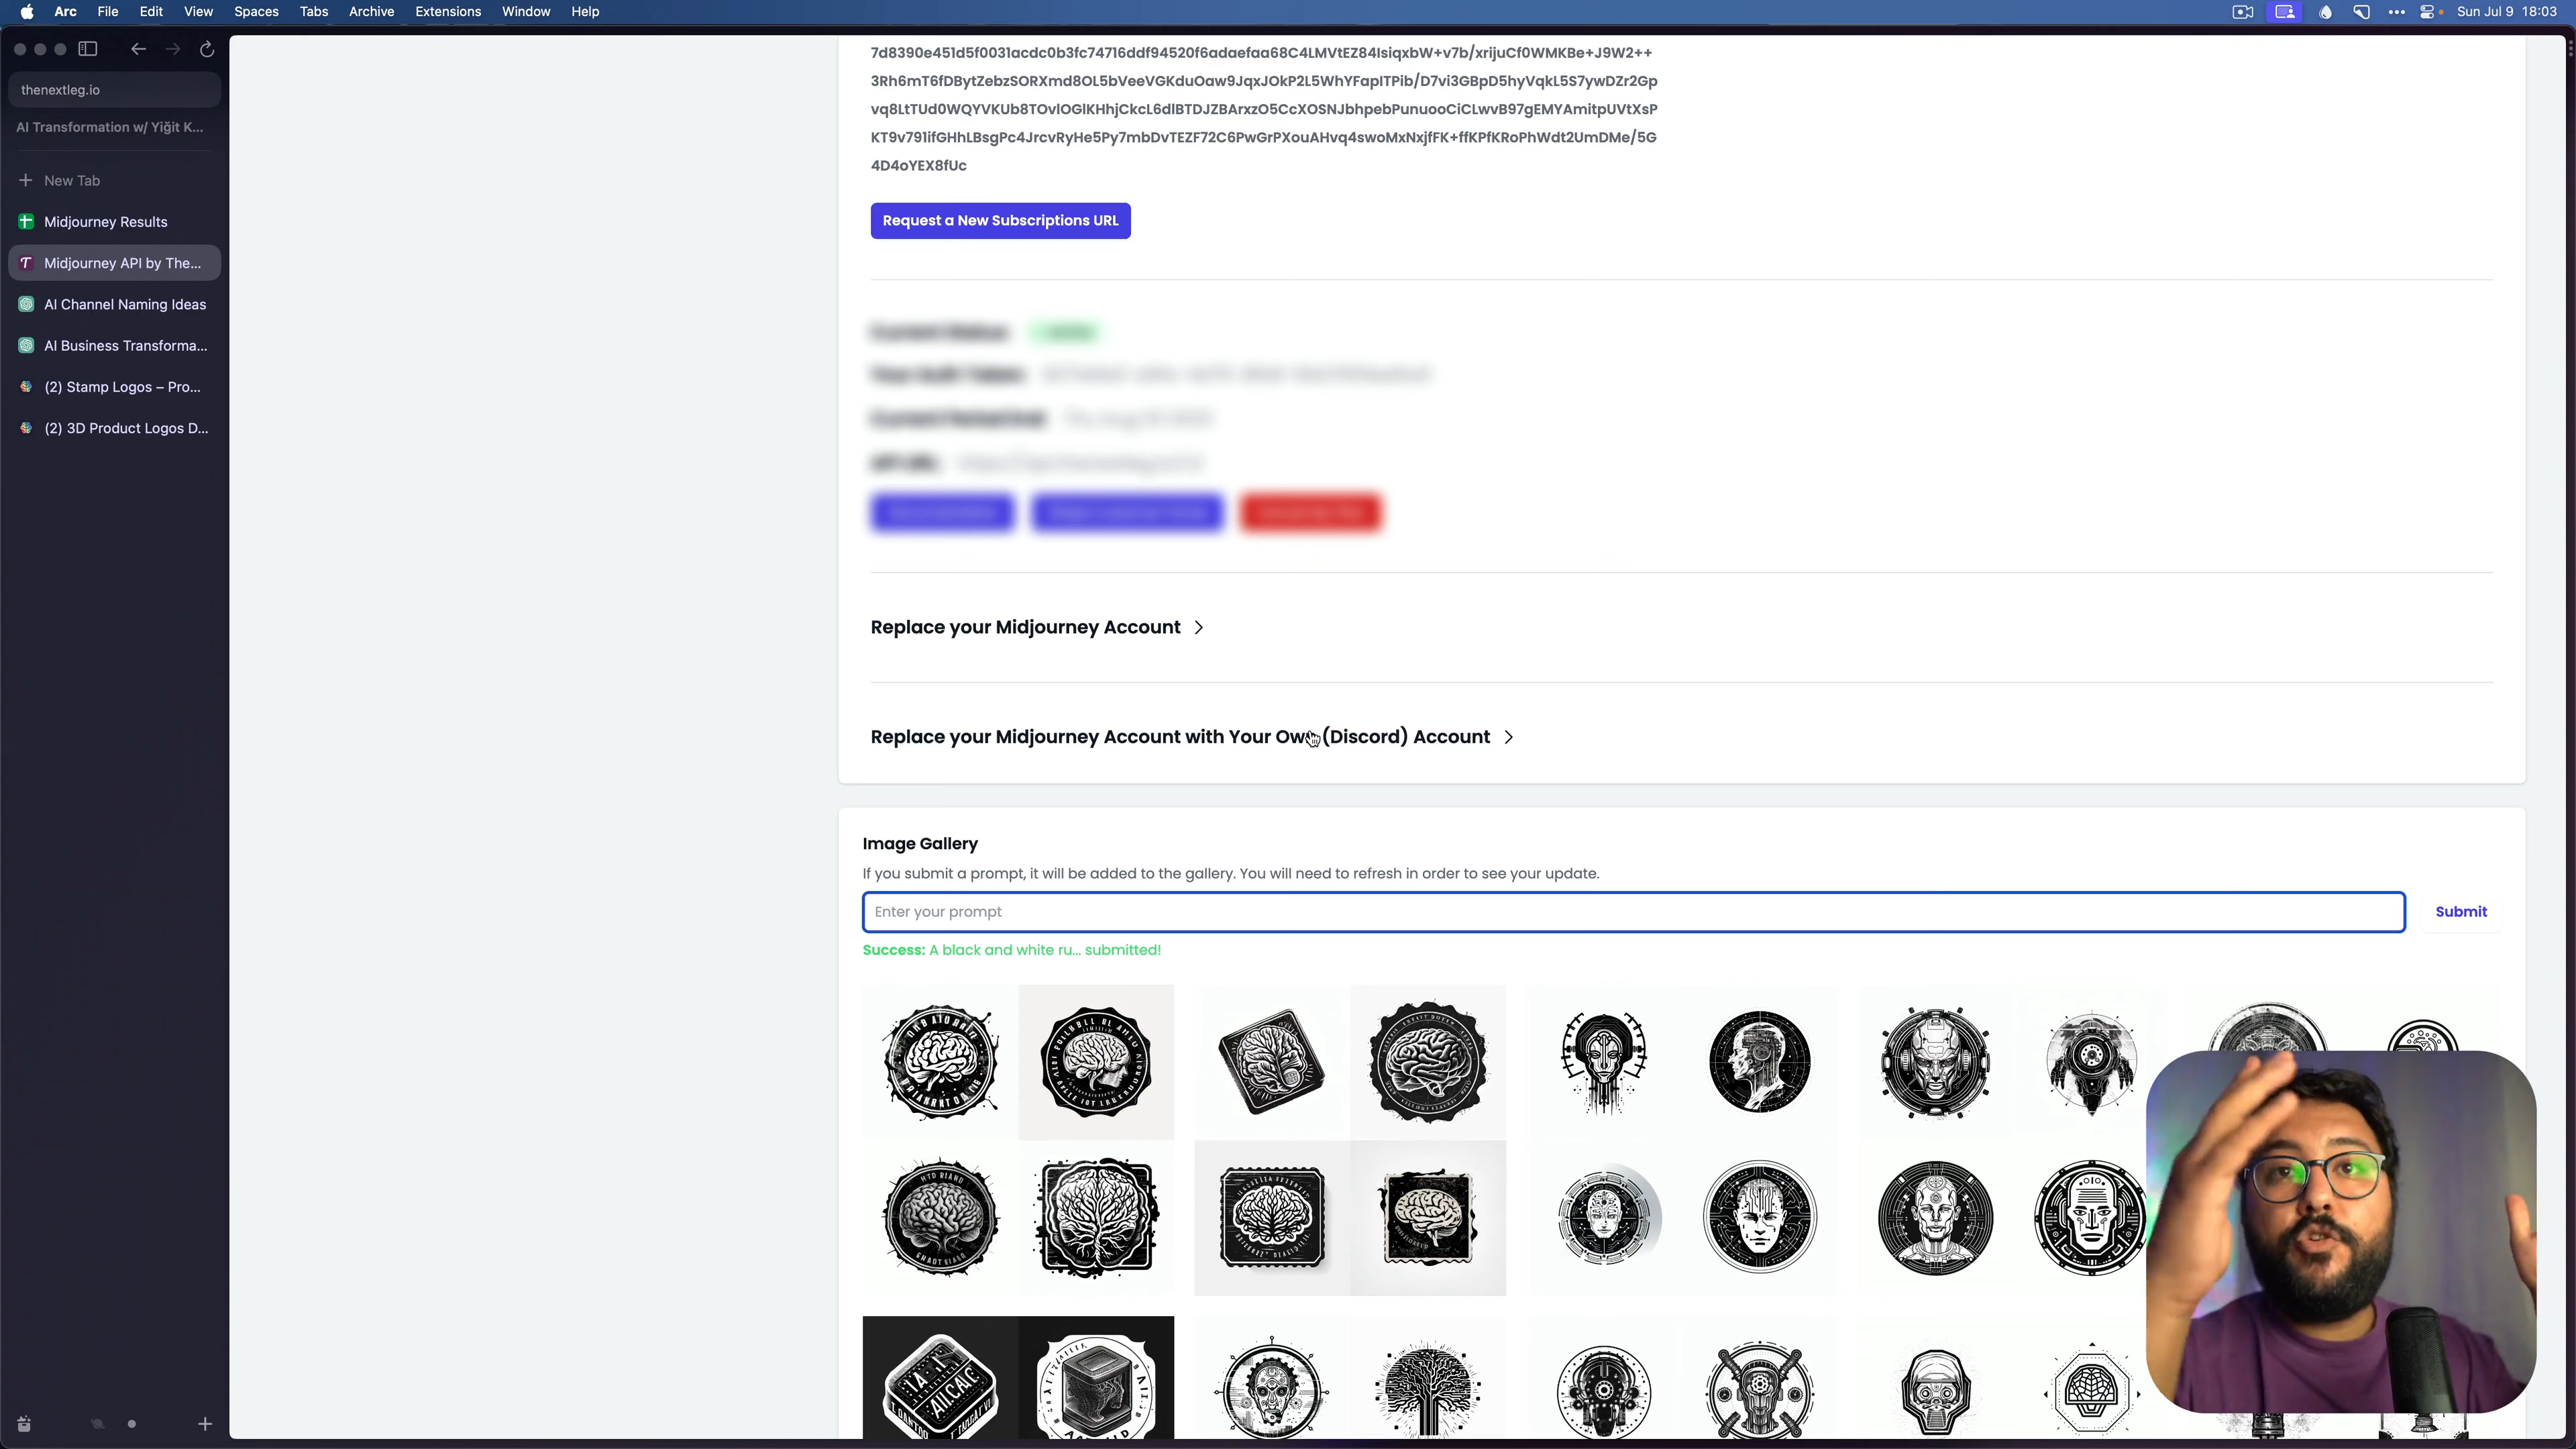 Arc File Edit View Spaces Tabs Archive Extensions Window Help
Sun Jul 9 18:03
thenextleg.io
AI Transformation w/ Yiğit K...
New Tab
Midjourney Results
Midjourney API by The...
AI Channel Naming Ideas
AI Business Transforma...
(2) Stamp Logos – Pro...
(2) 3D Product Logos D...
7d8390e451d5f0031acdc0b3fc74716ddf94520f6adaefaa68C4LMVtEZ84IsiqxbW+v7b/xrijuCf0WMKBe+J9W2++
3Rh6mT6fDBytZebzSORXmd8OL5bVeeVGKduOaw9JqxJOkP2L5WhYFapITPib/D7vi3GBpD5hyVqkL5S7ywDZr2Gp
vq8LtTUd0WQYVKUb8TOvlOGlKHhjCkcL6dlBTDJZBArxzO5CcXOSNJbhpebPunuooCiCLwvB97gEMYAmitpUVtXsP
KT9v791ifGHhLBsgPc4JrcvRyHe5Py7mbDvTEZF72C6PwGrPXouAHvq4swoMxNxjfFK+ffKPfKRoPhWdt2UmDMe/5G
4D4oYEX8fUc
Request a New Subscriptions URL
Replace your Midjourney Account
Replace your Midjourney Account with Your Own (Discord) Account
Image Gallery
If you submit a prompt, it will be added to the gallery. You will need to refresh in order to see your update.
Enter your prompt
Submit
Success: A black and white ru... submitted!